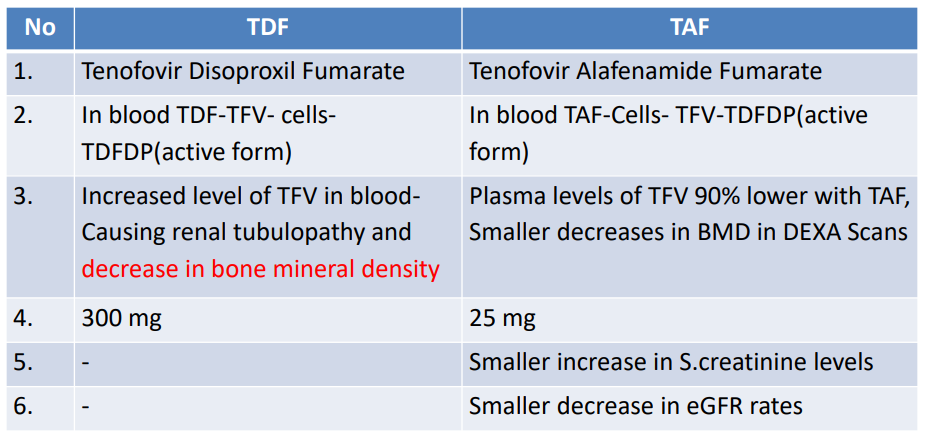 No TDF TAF
1. Tenofovir Disoproxil Fumarate Tenofovir Alafenamide Fumarate
2. In blood TDF-TFV- cells- In blood TAF-Cells- TFV-TDFDP(active
TDFDP(active form) form)
3. Increased level of TFV in blood- Plasma levels of TFV 90% lower with TAF,
Causing renal tubulopathy and Smaller decreases in BMD in DEXA Scans
decrease in bone mineral density
4. 300 mg 25 mg
5. - Smaller increase in S.creatinine levels
6. - Smaller decrease in eGFR rates